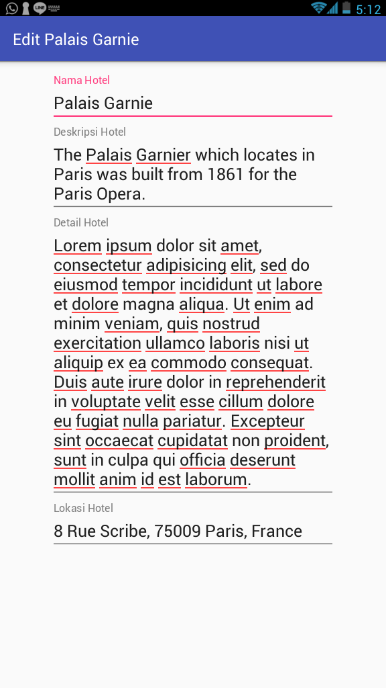 5:12
Edit Palais Garnie
Nama Hotel
Palais Garnie
Deskripsi Hotel
The Palais Garnier which locates in
Paris was built from 1861 for the
Paris Opera.
Detail Hotel
Lorem ipsum dolor sit amet,
consectetur adipisicing elit, sed do
eiusmod tempor incididunt ut labore
et dolore magna aliqua. Ut enim ad
minim veniam, quis nostrud
exercitation ullamco laboris nisi ut
aliquip ex ea commodo consequat.
Duis aute irure dolor in reprehenderit
in voluptate velit esse cillum dolore
eu fugiat nulla pariatur. Excepteur
sint occaecat cupidatat non proident,
sunt in culpa qui officia deserunt
mollit anim id est laborum.
Lokasi Hotel
8 Rue Scribe, 75009 Paris, France